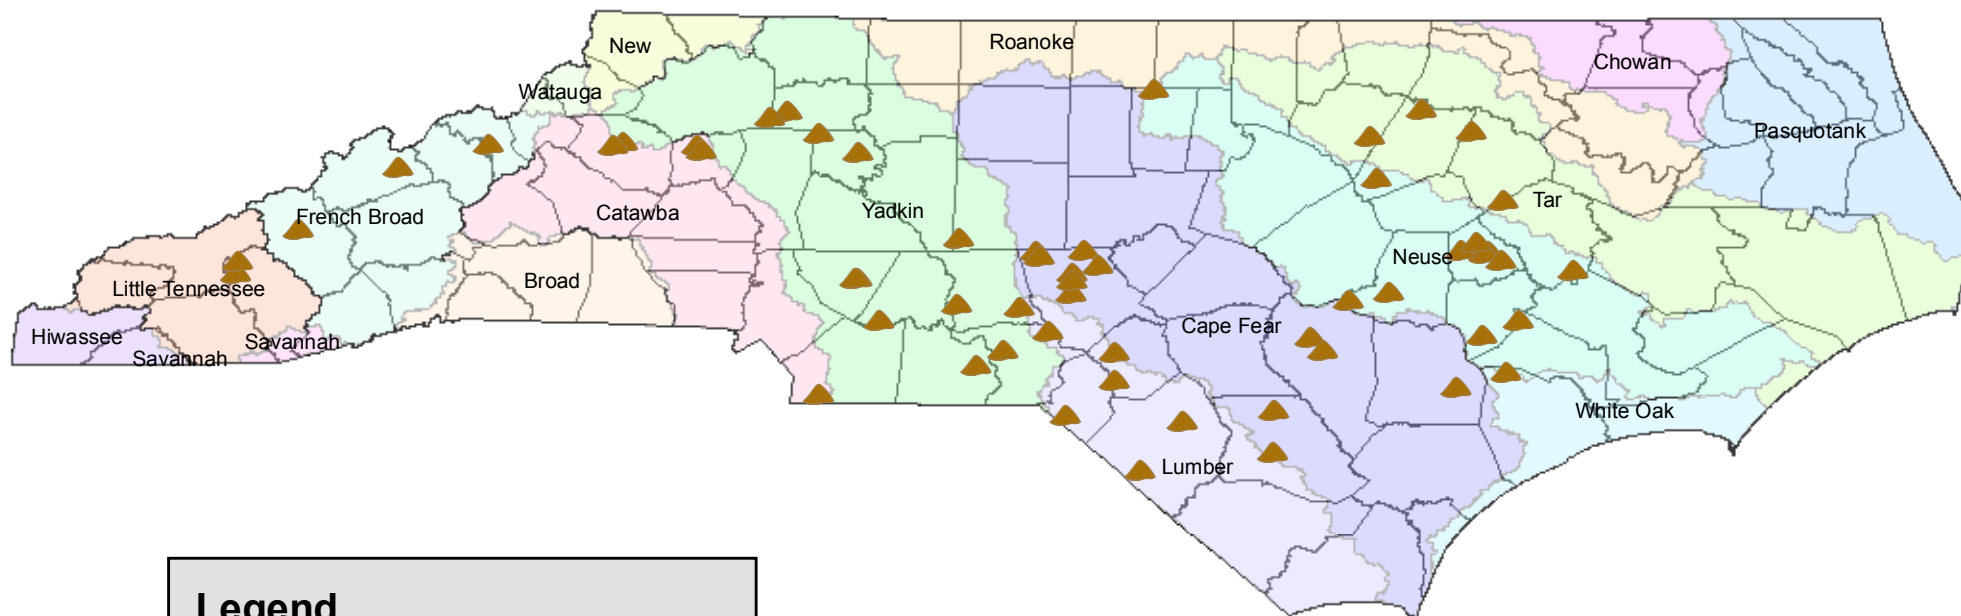 New
Roanoke
Chowan
Watauga
Pasquotank
French Broad
Catawba
Yadkin
Tar
Neuse
Broad
Little Tennessee
Cape Fear
Hiwassee
Savannah
Savannah
White Oak
Lumber
Legend